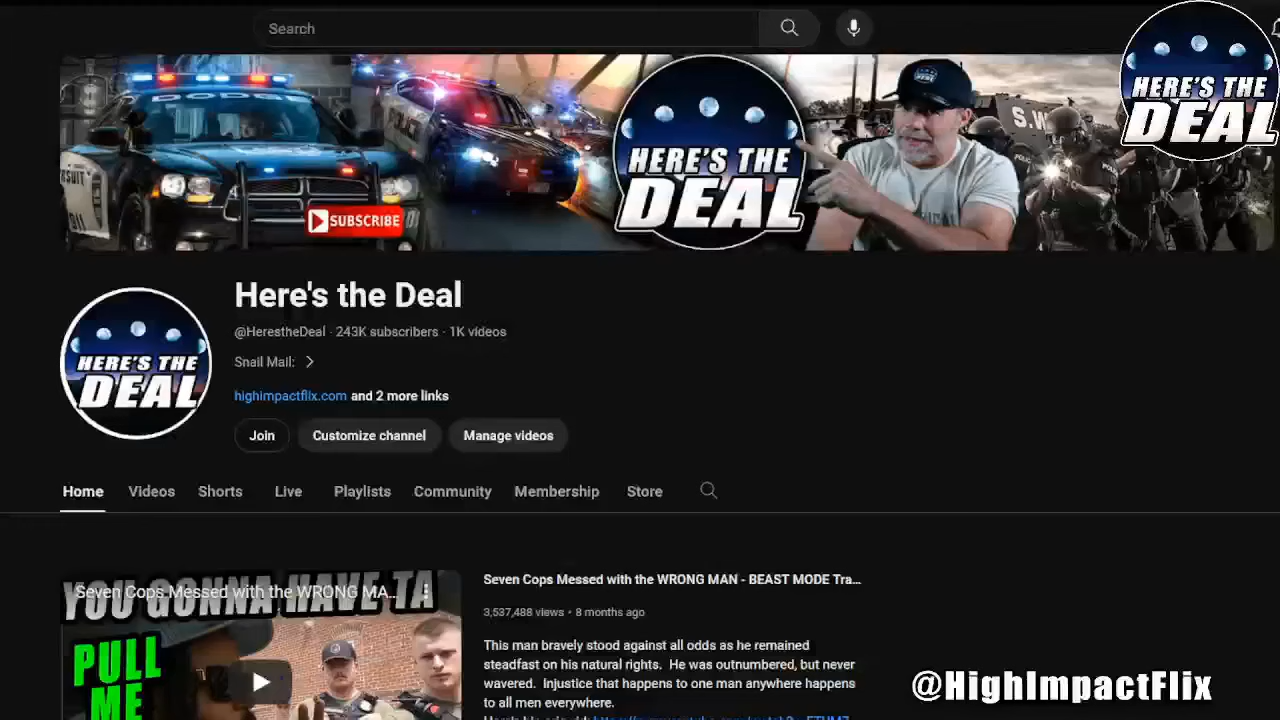 Search
HERE'S THE
DEAL
DODGE
POLICE
SUBSCRIBE
HERE'S THE
DEAL
S.W
POLICE
Here's the Deal
@HerestheDeal · 243K subscribers · 1K videos
Snail Mail:
highimpactflix.com and 2 more links
HERE'S THE
DEAL
Join
Customize channel
Manage videos
Home
Videos
Shorts
Live
Playlists
Community
Membership
Store
YOU GONNA HAVE TA
Seven Cops Messed with the WRONG MA...
PULL
ME
Seven Cops Messed with the WRONG MAN - BEAST MODE Tra...
3,537,488 views • 8 months ago
This man bravely stood against all odds as he remained
steadfast on his natural rights. He was outnumbered, but never
wavered. Injustice that happens to one man anywhere happens
to all men everywhere.
@HighImpactFlix